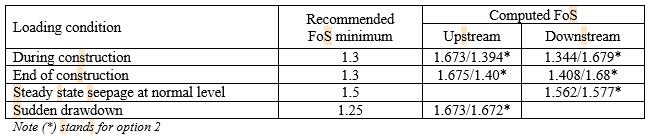 Loading condition Recommended FoS minimum Computed FoS
Upstream Downstream
During construction 1.3 1.673/1.394* 1.344/1.679*
End of construction 1.3 1.675/1.40* 1.408/1.68*
Steady state seepage at normal level 1.5 1.562/1.577*
Sudden drawdown 1.25 1.673/1.672*
Note (*) stands for option 2